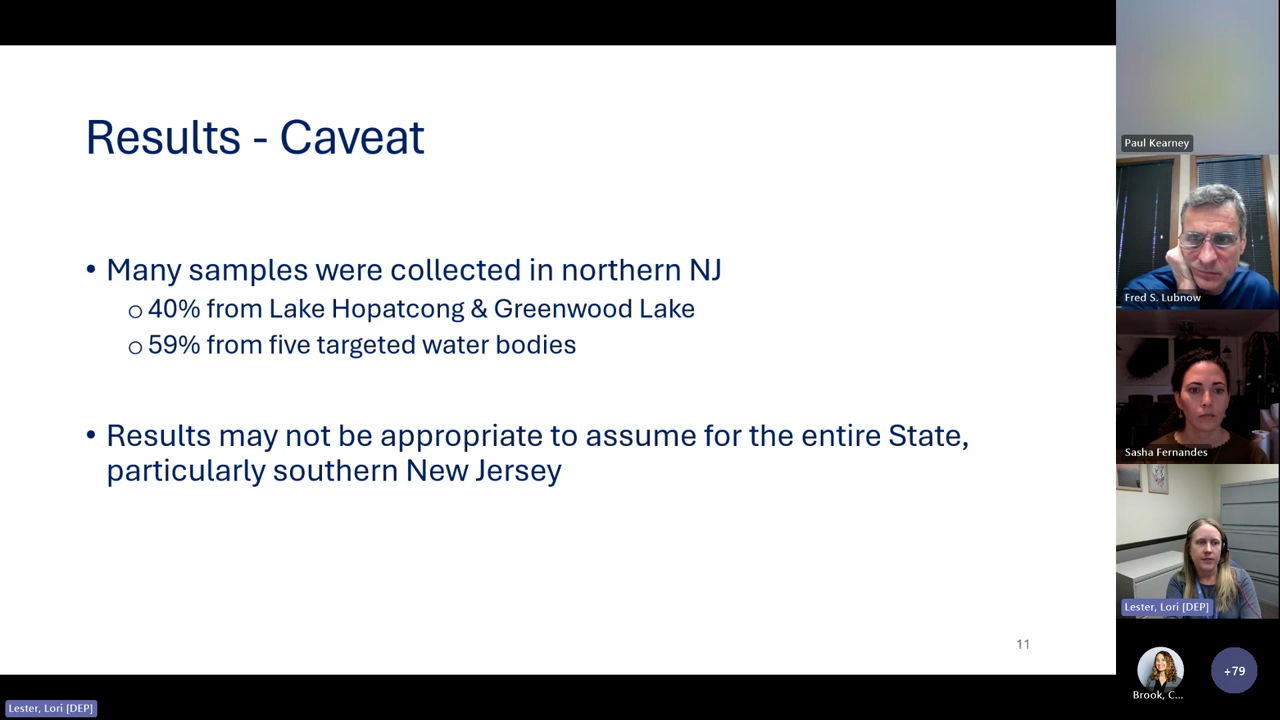 Results - Caveat
• Many samples were collected in northern NJ
o 40% from Lake Hopatcong & Greenwood Lake
o 59% from five targeted water bodies
• Results may not be appropriate to assume for the entire State,
particularly southern New Jersey
11
Lester, Lori [DEP]
Paul Kearney
Fred S. Lubnow
Sasha Fernandes
Lester, Lori [DEP]
Brook, C...
+79